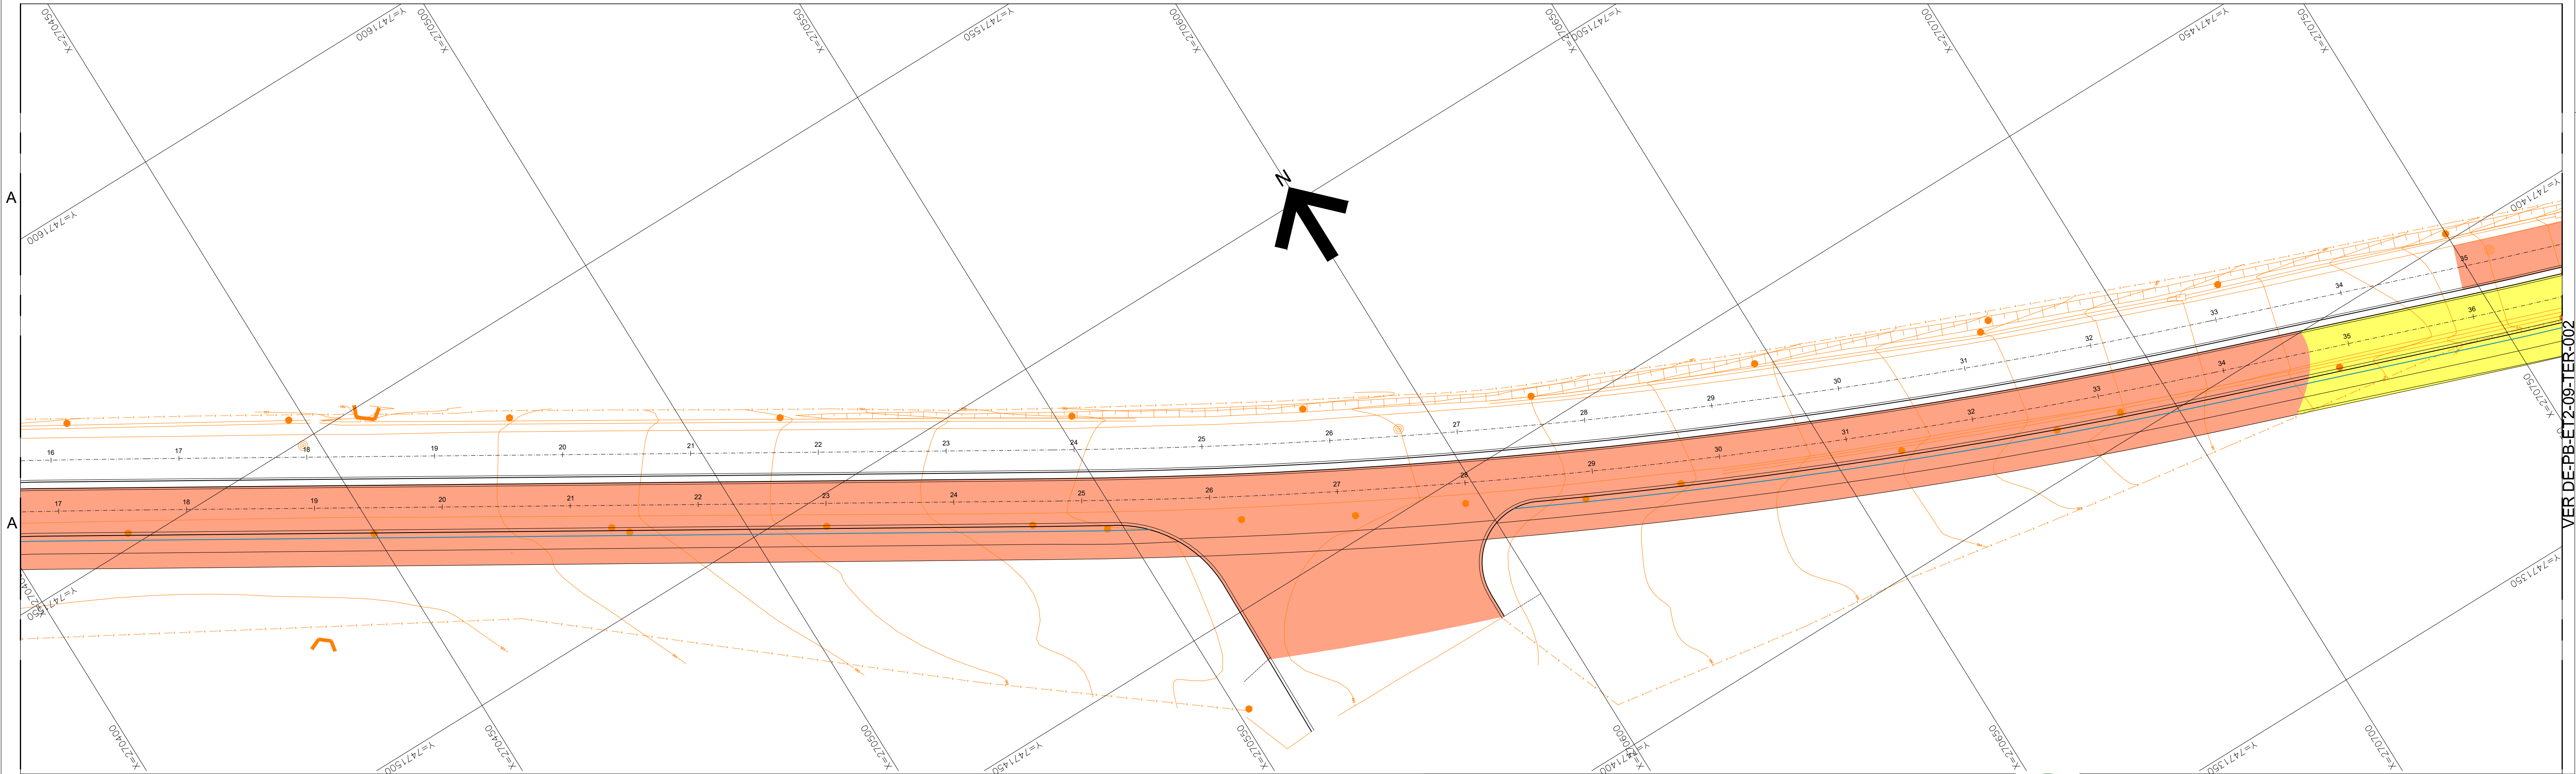 X=270450
Y=7471600
X=270500
X=270550
Y=7471550
X=270600
X=270650
Y=7471500
X=270700
Y=7471450
X=270750
A
N
Y=7471600
Y=7471400
16 17 18 19 20 21 22 23 24 25 26 27 28 29 30 31 32 33 34 35
17 18 19 20 21 22 23 24 25 26 27 28 29 30 31 32 33 34 35 36
A
VER DE-PB-ET2-09-TER-002
X=270750
Y=7471350
X=270400
X=270450
Y=7471500
X=270500
Y=7471450
X=270550
Y=7471400
X=270650
Y=7471350
X=270700